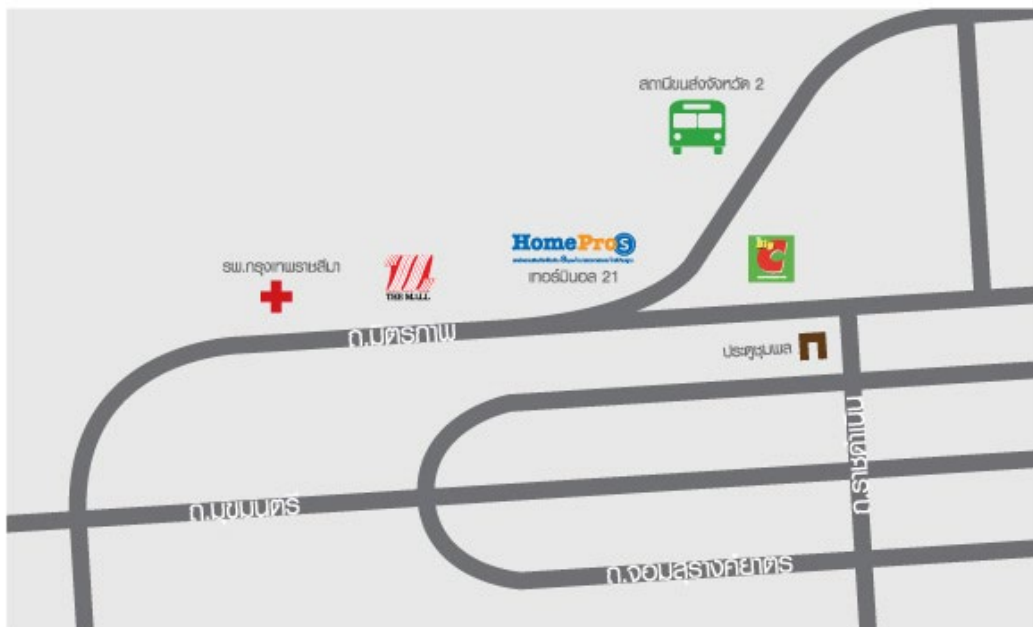 สถานีขนส่งจังหวัด 2
HomePro S
เทอร์มินอล 21
Big C
รพ.กรุงเทพราชสีมา
THE MALL
ถ.มิตรภาพ
ประตูชุมพล
ถ.ราชดำเนิน
ถ.มุขมนตรี
ถ.จอมสุรางค์ยาตร